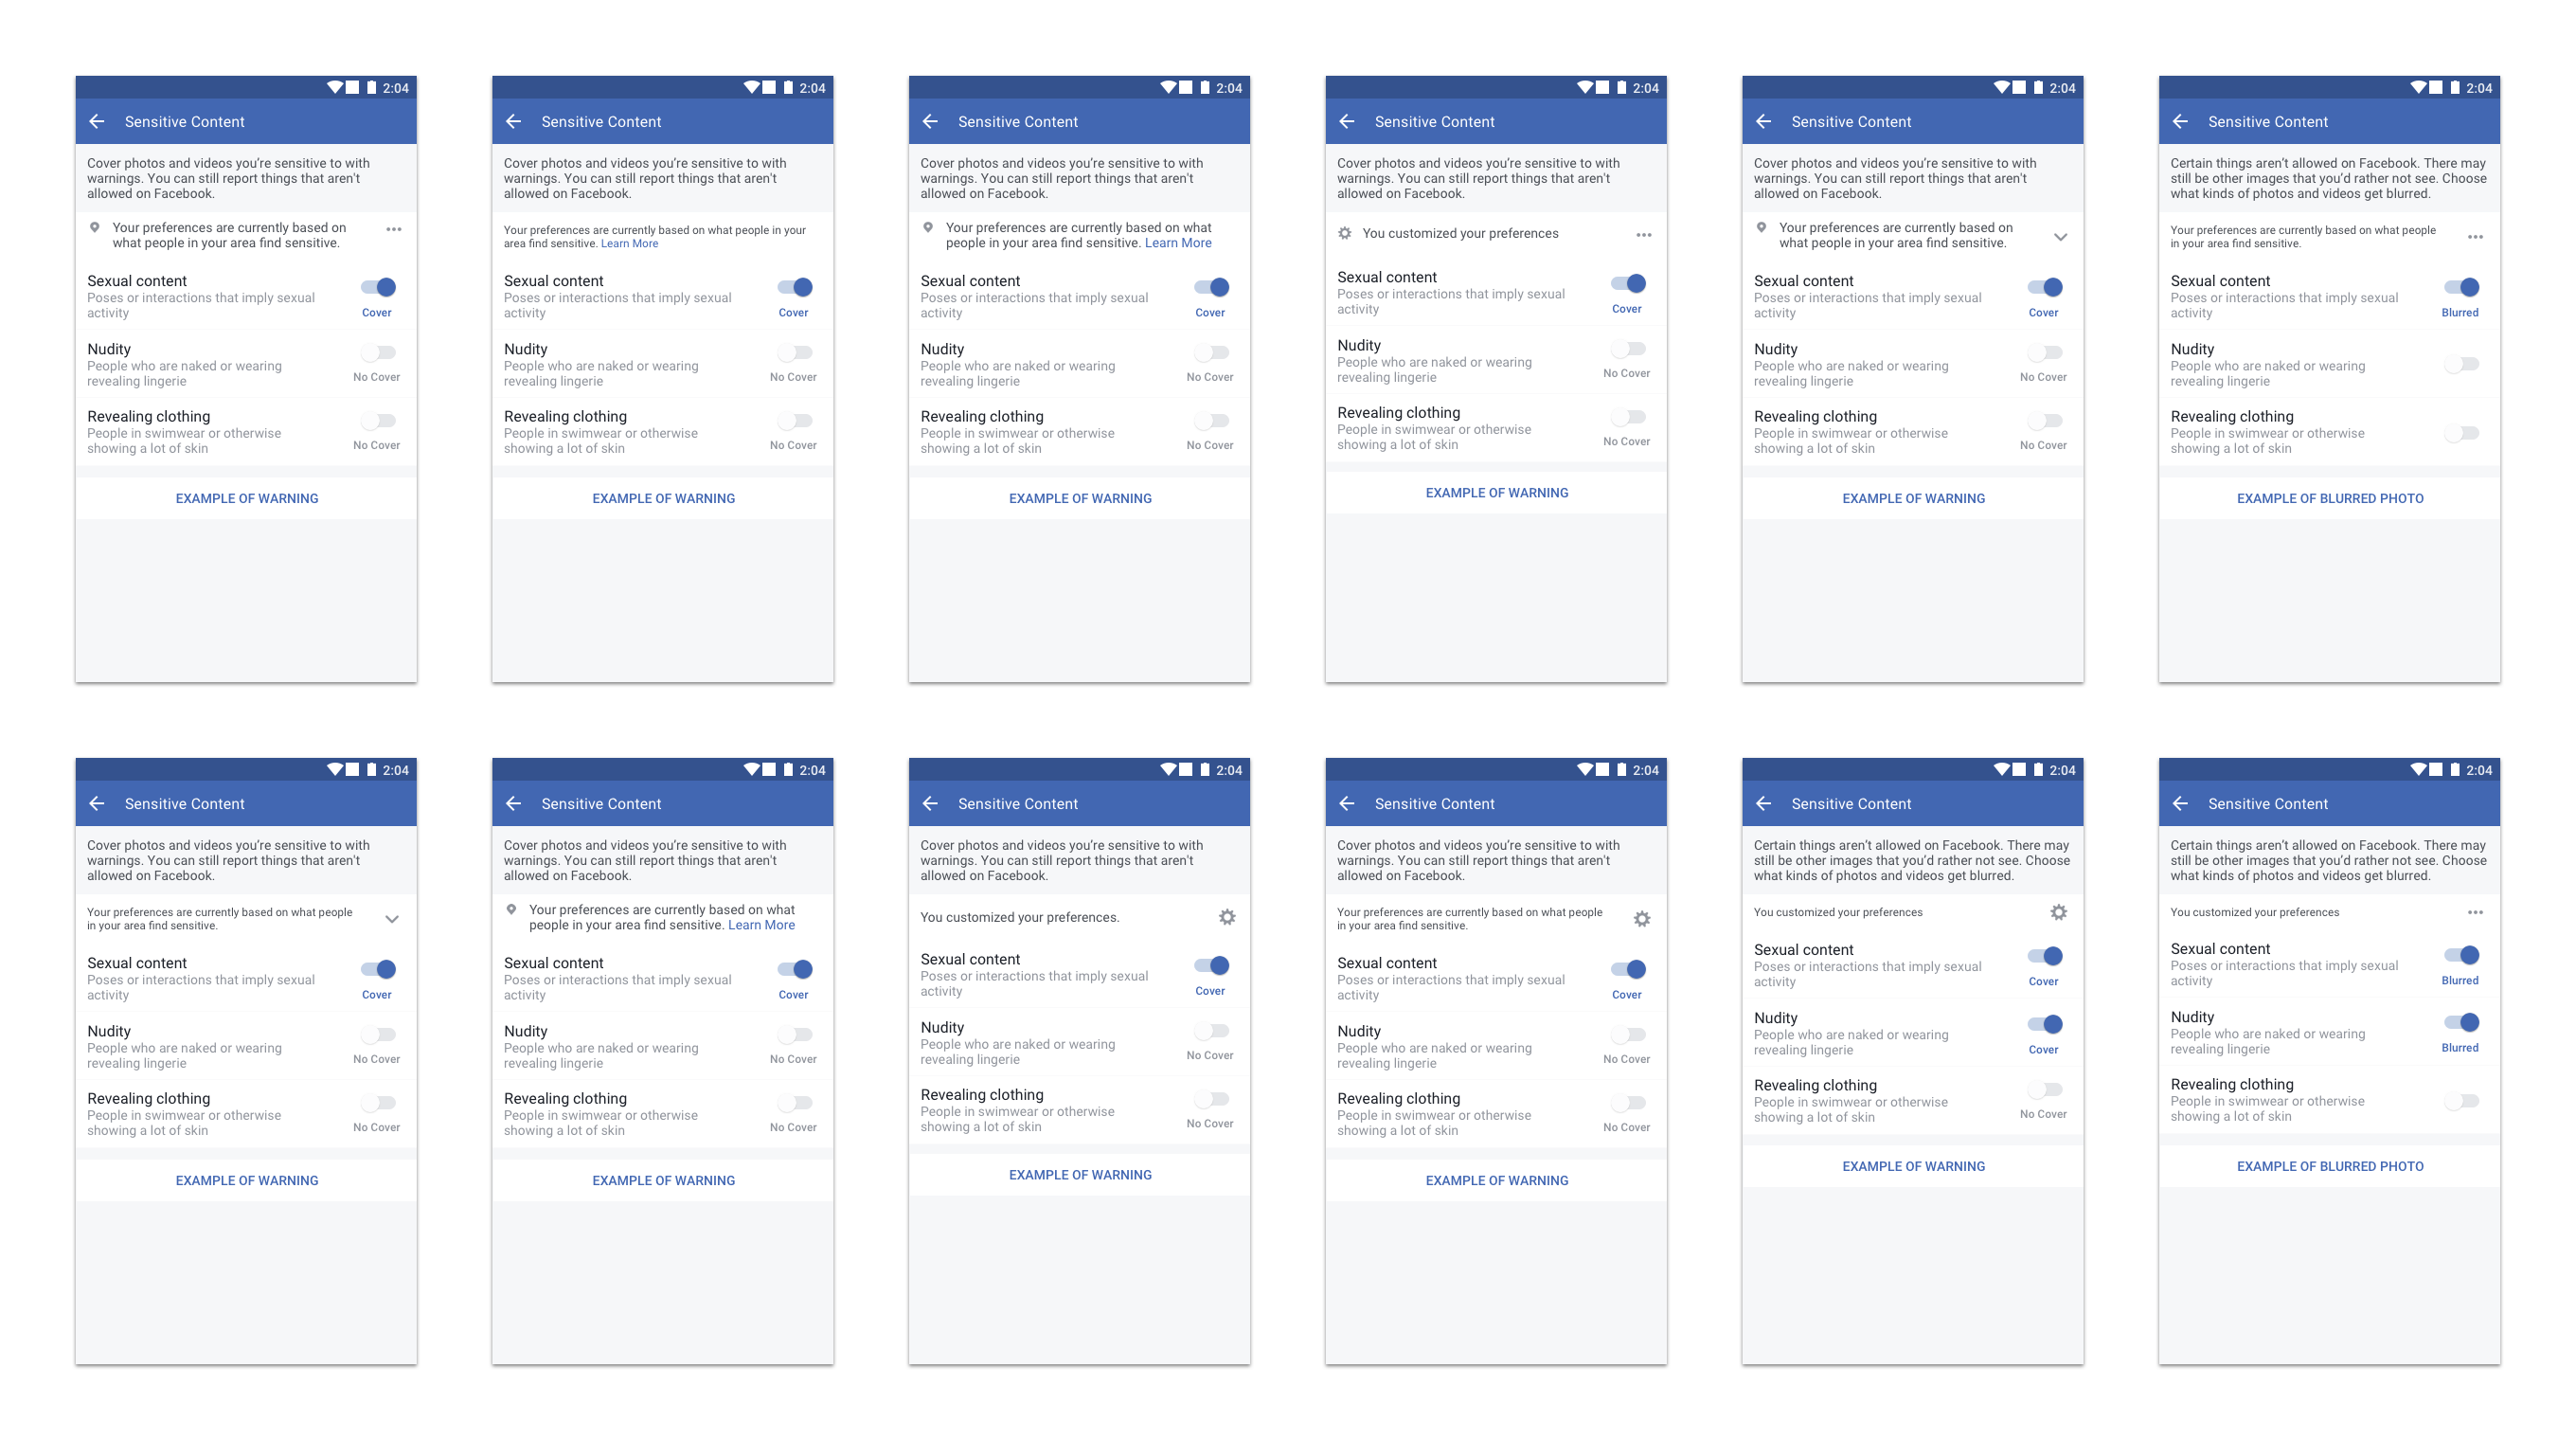 2:04
Sensitive Content
Cover photos and videos you’re sensitive to with
warnings. You can still report things that aren't
allowed on Facebook.
Your preferences are currently based on
what people in your area find sensitive.
Sexual content
Poses or interactions that imply sexual
activity
Cover
Nudity
People who are naked or wearing
revealing lingerie
No Cover
Revealing clothing
People in swimwear or otherwise
showing a lot of skin
No Cover
EXAMPLE OF WARNING
2:04
Sensitive Content
Cover photos and videos you’re sensitive to with
warnings. You can still report things that aren't
allowed on Facebook.
Your preferences are currently based on what people in your
area find sensitive. Learn More
Sexual content
Poses or interactions that imply sexual
activity
Cover
Nudity
People who are naked or wearing
revealing lingerie
No Cover
Revealing clothing
People in swimwear or otherwise
showing a lot of skin
No Cover
EXAMPLE OF WARNING
2:04
Sensitive Content
Cover photos and videos you’re sensitive to with
warnings. You can still report things that aren't
allowed on Facebook.
Your preferences are currently based on what
people in your area find sensitive. Learn More
Sexual content
Poses or interactions that imply sexual
activity
Cover
Nudity
People who are naked or wearing
revealing lingerie
No Cover
Revealing clothing
People in swimwear or otherwise
showing a lot of skin
No Cover
EXAMPLE OF WARNING
2:04
Sensitive Content
Cover photos and videos you’re sensitive to with
warnings. You can still report things that aren't
allowed on Facebook.
You customized your preferences
Sexual content
Poses or interactions that imply sexual
activity
Cover
Nudity
People who are naked or wearing
revealing lingerie
No Cover
Revealing clothing
People in swimwear or otherwise
showing a lot of skin
No Cover
EXAMPLE OF WARNING
2:04
Sensitive Content
Cover photos and videos you’re sensitive to with
warnings. You can still report things that aren't
allowed on Facebook.
Your preferences are currently based on
what people in your area find sensitive.
Sexual content
Poses or interactions that imply sexual
activity
Cover
Nudity
People who are naked or wearing
revealing lingerie
No Cover
Revealing clothing
People in swimwear or otherwise
showing a lot of skin
No Cover
EXAMPLE OF WARNING
2:04
Sensitive Content
Certain things aren’t allowed on Facebook. There may
still be other images that you’d rather not see. Choose
what kinds of photos and videos get blurred.
Your preferences are currently based on what people
in your area find sensitive.
Sexual content
Poses or interactions that imply sexual
activity
Blurred
Nudity
People who are naked or wearing
revealing lingerie
Revealing clothing
People in swimwear or otherwise
showing a lot of skin
EXAMPLE OF BLURRED PHOTO
2:04
Sensitive Content
Cover photos and videos you’re sensitive to with
warnings. You can still report things that aren't
allowed on Facebook.
Your preferences are currently based on what people
in your area find sensitive.
Sexual content
Poses or interactions that imply sexual
activity
Cover
Nudity
People who are naked or wearing
revealing lingerie
No Cover
Revealing clothing
People in swimwear or otherwise
showing a lot of skin
No Cover
EXAMPLE OF WARNING
2:04
Sensitive Content
Cover photos and videos you’re sensitive to with
warnings. You can still report things that aren't
allowed on Facebook.
Your preferences are currently based on what
people in your area find sensitive. Learn More
Sexual content
Poses or interactions that imply sexual
activity
Cover
Nudity
People who are naked or wearing
revealing lingerie
No Cover
Revealing clothing
People in swimwear or otherwise
showing a lot of skin
No Cover
EXAMPLE OF WARNING
2:04
Sensitive Content
Cover photos and videos you’re sensitive to with
warnings. You can still report things that aren't
allowed on Facebook.
You customized your preferences.
Sexual content
Poses or interactions that imply sexual
activity
Cover
Nudity
People who are naked or wearing
revealing lingerie
No Cover
Revealing clothing
People in swimwear or otherwise
showing a lot of skin
No Cover
EXAMPLE OF WARNING
2:04
Sensitive Content
Cover photos and videos you’re sensitive to with
warnings. You can still report things that aren't
allowed on Facebook.
Your preferences are currently based on what people
in your area find sensitive.
Sexual content
Poses or interactions that imply sexual
activity
Cover
Nudity
People who are naked or wearing
revealing lingerie
No Cover
Revealing clothing
People in swimwear or otherwise
showing a lot of skin
No Cover
EXAMPLE OF WARNING
2:04
Sensitive Content
Certain things aren’t allowed on Facebook. There may
still be other images that you’d rather not see. Choose
what kinds of photos and videos get blurred.
You customized your preferences
Sexual content
Poses or interactions that imply sexual
activity
Cover
Nudity
People who are naked or wearing
revealing lingerie
Cover
Revealing clothing
People in swimwear or otherwise
showing a lot of skin
No Cover
EXAMPLE OF WARNING
2:04
Sensitive Content
Certain things aren’t allowed on Facebook. There may
still be other images that you’d rather not see. Choose
what kinds of photos and videos get blurred.
You customized your preferences
Sexual content
Poses or interactions that imply sexual
activity
Blurred
Nudity
People who are naked or wearing
revealing lingerie
Blurred
Revealing clothing
People in swimwear or otherwise
showing a lot of skin
EXAMPLE OF BLURRED PHOTO